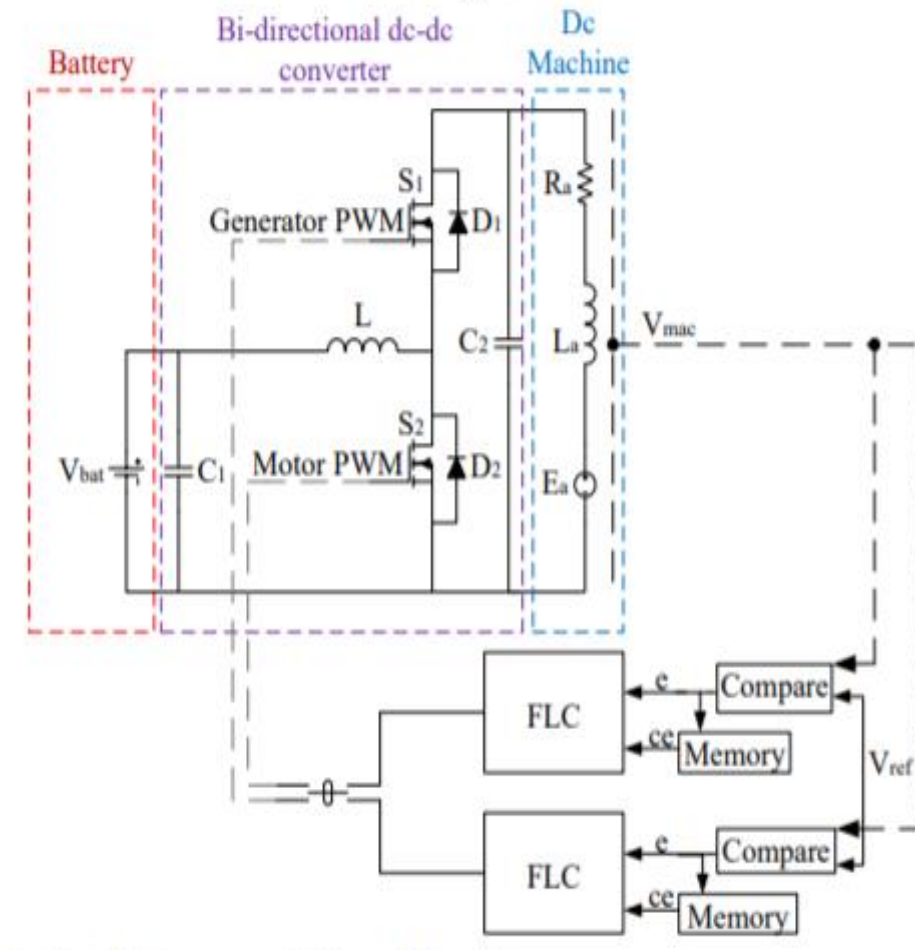 Bi-directional dc-dc
converter
Dc
Machine
Battery
S1
Ra
Generator PWM
D1
L
C2
La
Vmac
S2
Vbat
C1
Motor PWM
D2
Ea
FLC
e
Compare
ce
Memory
Vref
FLC
e
Compare
ce
Memory